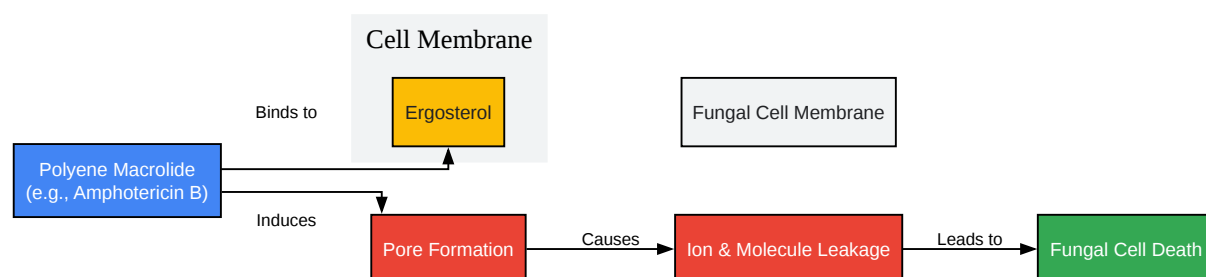 Cell Membrane
Binds to
Ergosterol
Fungal Cell Membrane
Polyene Macrolide
(e.g., Amphotericin B)
Induces
Pore Formation
Causes
Ion & Molecule Leakage
Leads to
Fungal Cell Death